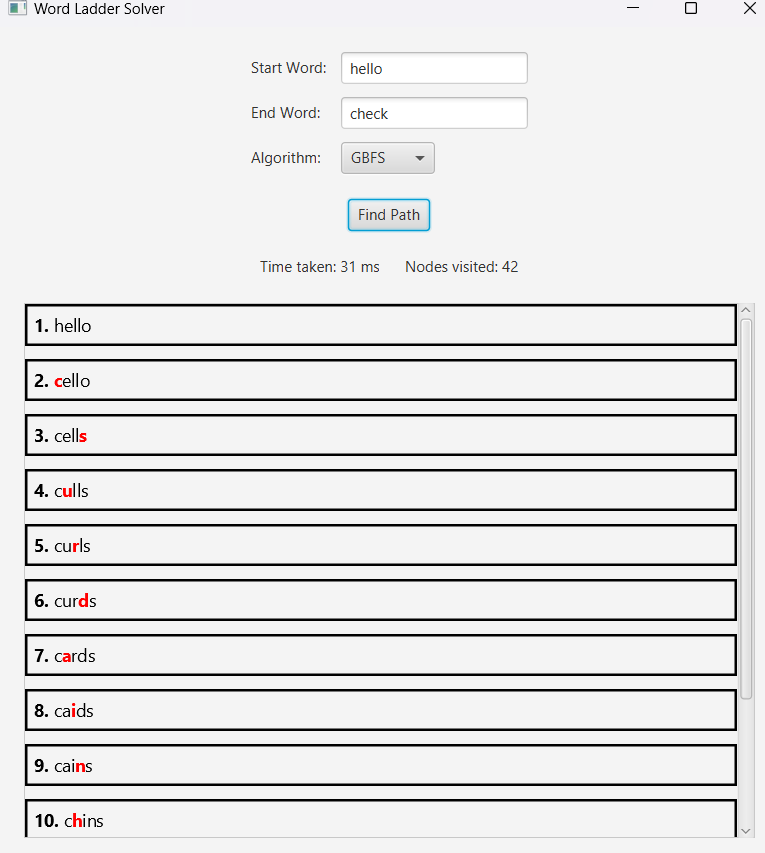 Word Ladder Solver
Start Word: hello
End Word: check
Algorithm: GBFS
Find Path
Time taken: 31 ms Nodes visited: 42
1. hello
2. cello
3. cells
4. culls
5. curls
6. curds
7. cards
8. caids
9. cains
10. chins